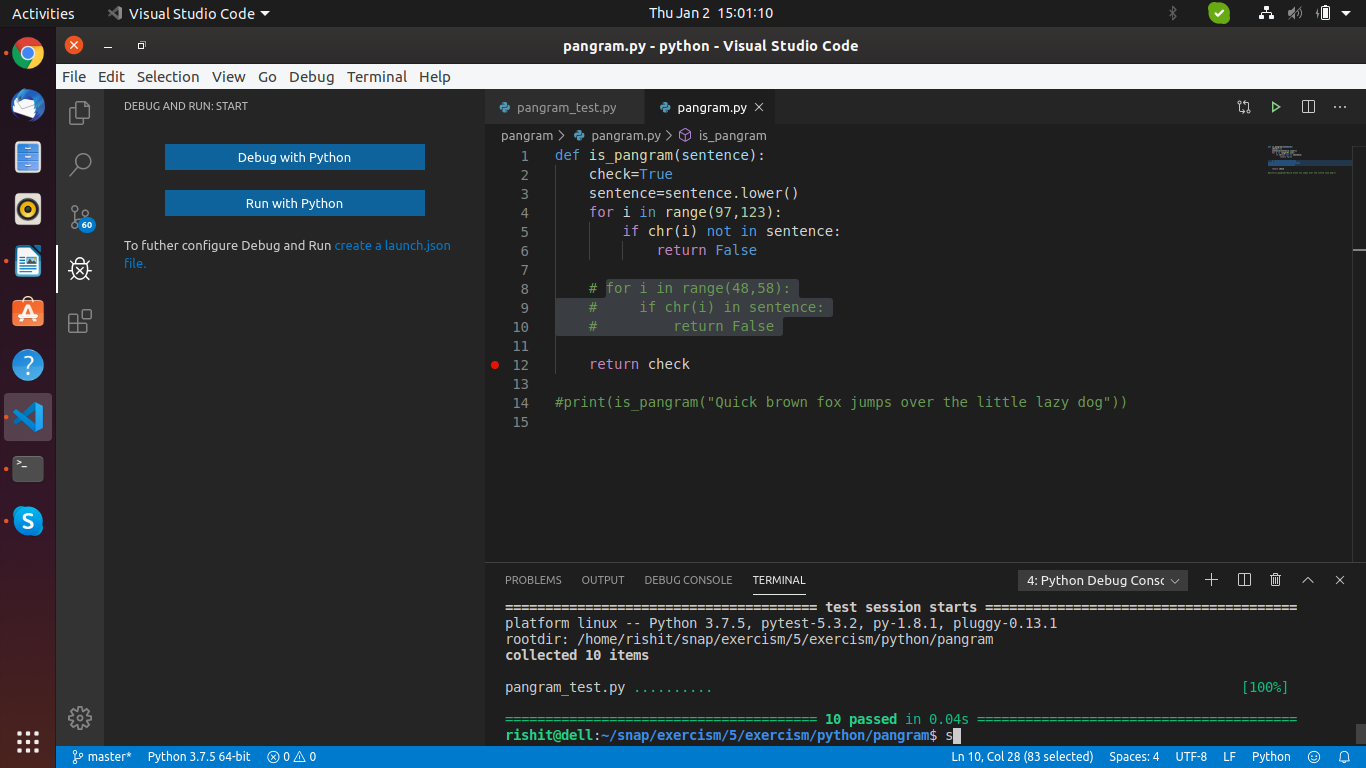 Activities Visual Studio Code Thu Jan 2 15:01:10
pangram.py - python - Visual Studio Code
File Edit Selection View Go Debug Terminal Help
DEBUG AND RUN: START
Debug with Python
Run with Python
To futher configure Debug and Run create a launch.json
file.
60
pangram_test.py pangram.py
pangram > pangram.py > is_pangram
1 def is_pangram(sentence):
2     check=True
3     sentence=sentence.lower()
4     for i in range(97,123):
5         if chr(i) not in sentence:
6             return False
7
8     # for i in range(48,58):
9     #     if chr(i) in sentence:
10     #         return False
11
12     return check
13
14 #print(is_pangram("Quick brown fox jumps over the little lazy dog"))
15
PROBLEMS OUTPUT DEBUG CONSOLE TERMINAL 4: Python Debug Consc
======================================= test session starts =======================================
platform linux -- Python 3.7.5, pytest-5.3.2, py-1.8.1, pluggy-0.13.1
rootdir: /home/rishit/snap/exercism/5/exercism/python/pangram
collected 10 items
pangram_test.py .......... [100%]
======================================= 10 passed in 0.04s ========================================
rishit@dell:~/snap/exercism/5/exercism/python/pangram$ s
master* Python 3.7.5 64-bit 0 0 Ln 10, Col 28 (83 selected) Spaces: 4 UTF-8 LF Python